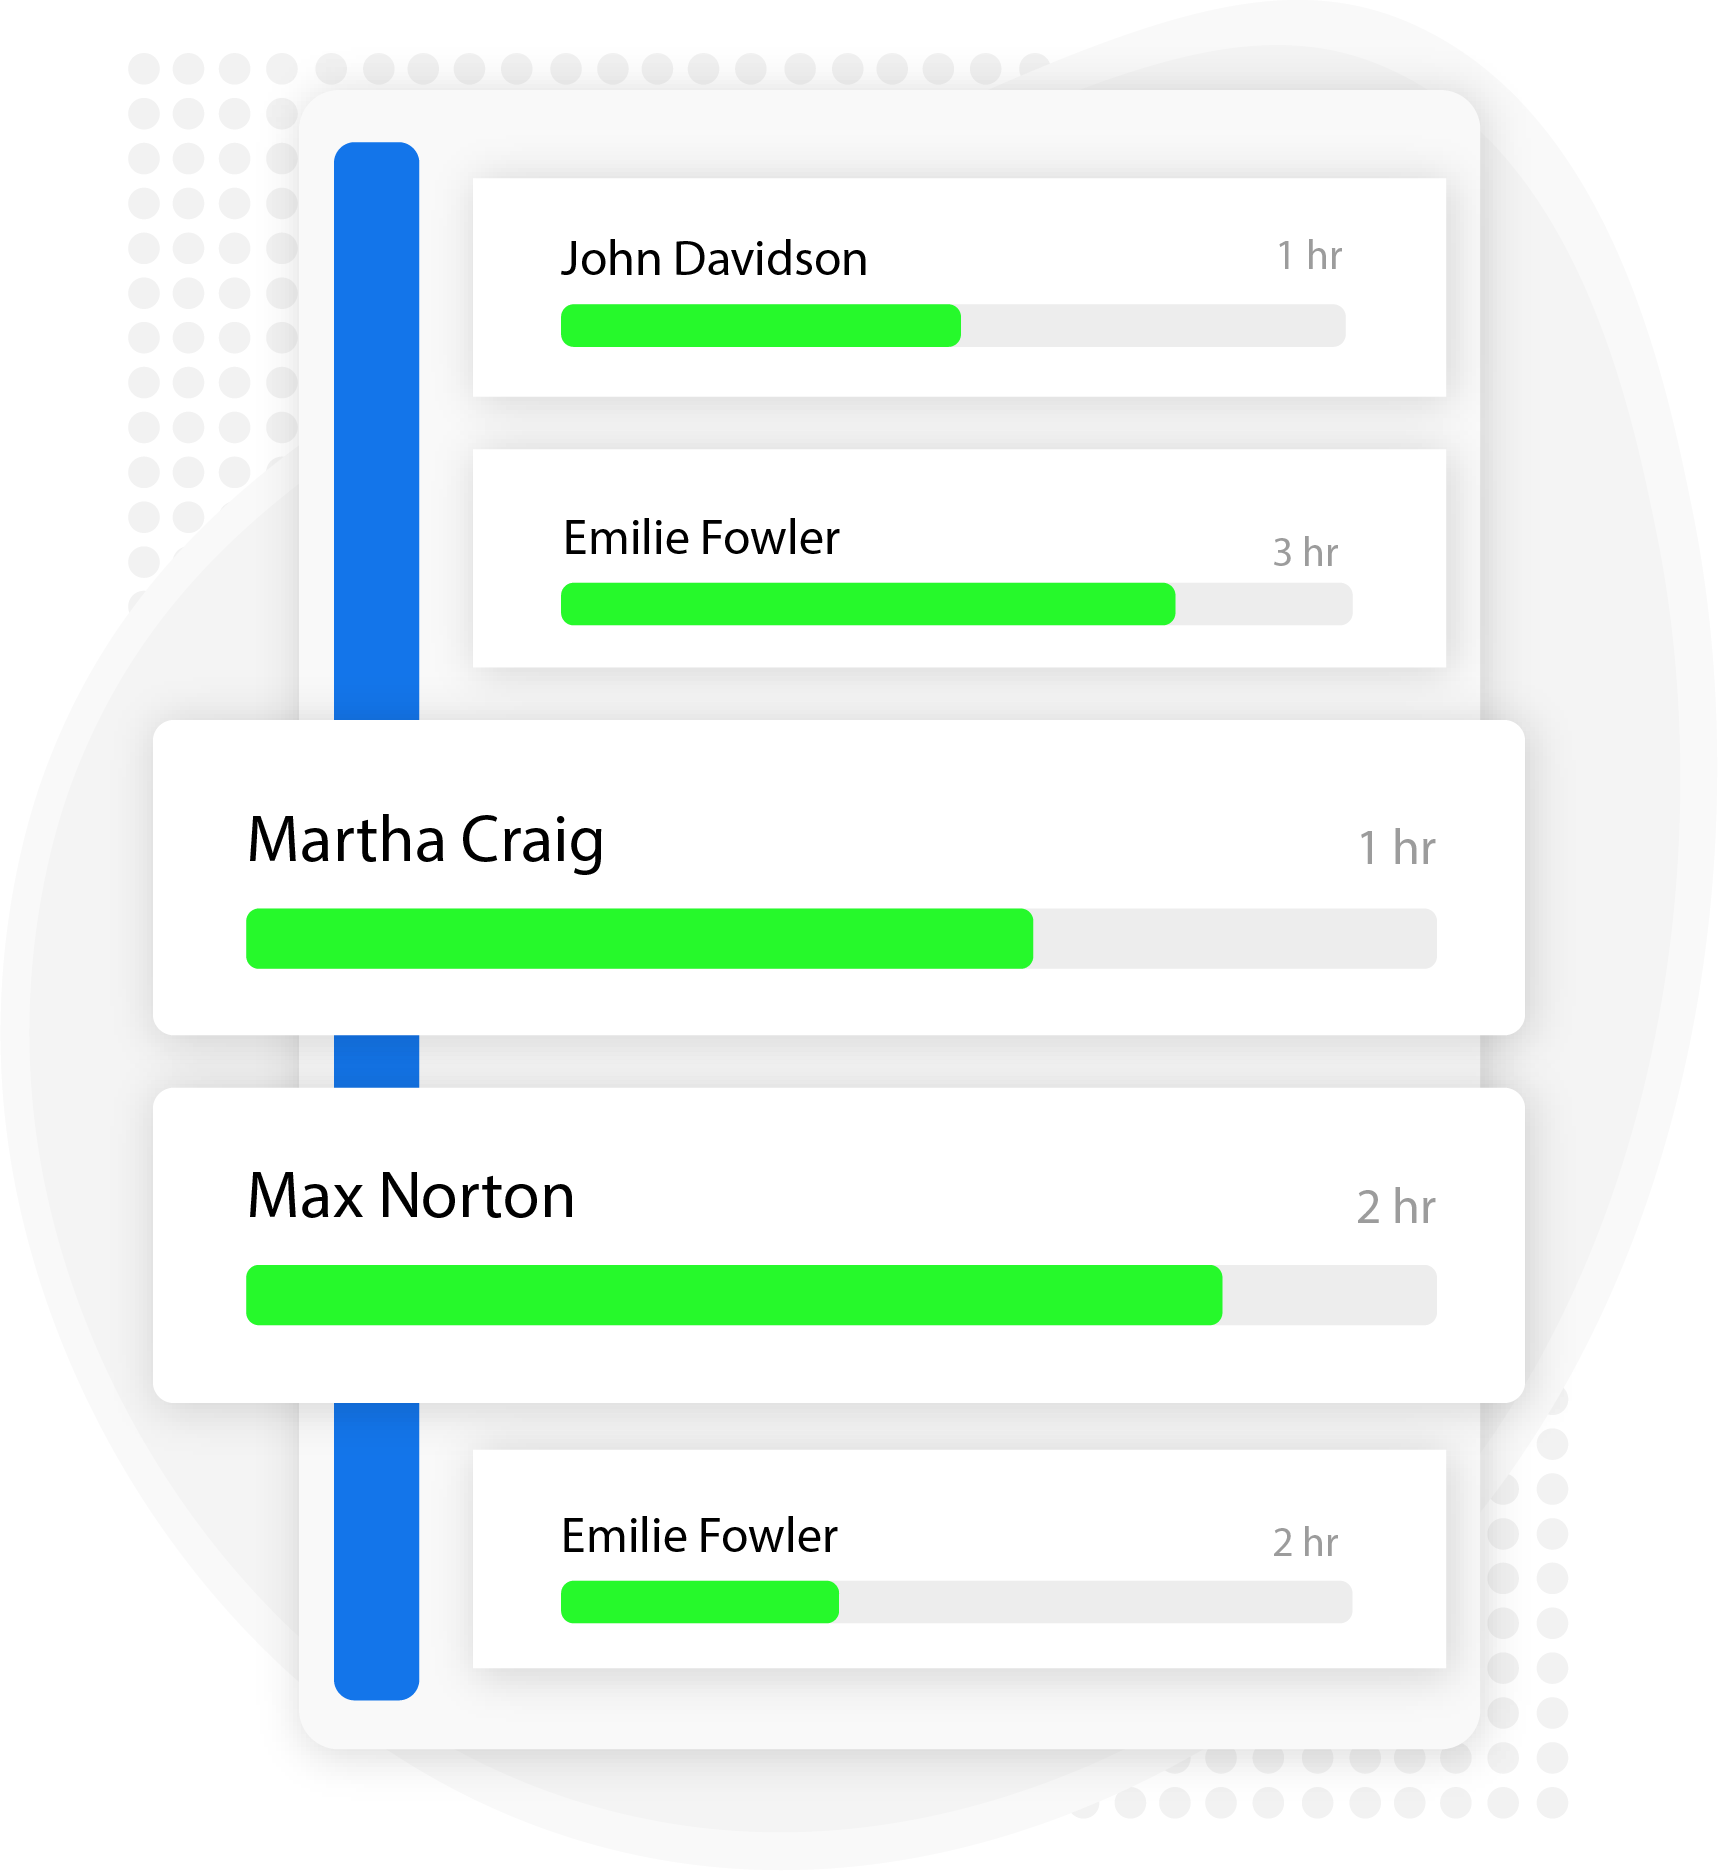 John Davidson 1 hr
Emilie Fowler 3 hr
Martha Craig 1 hr
Max Norton 2 hr
Emilie Fowler 2 hr